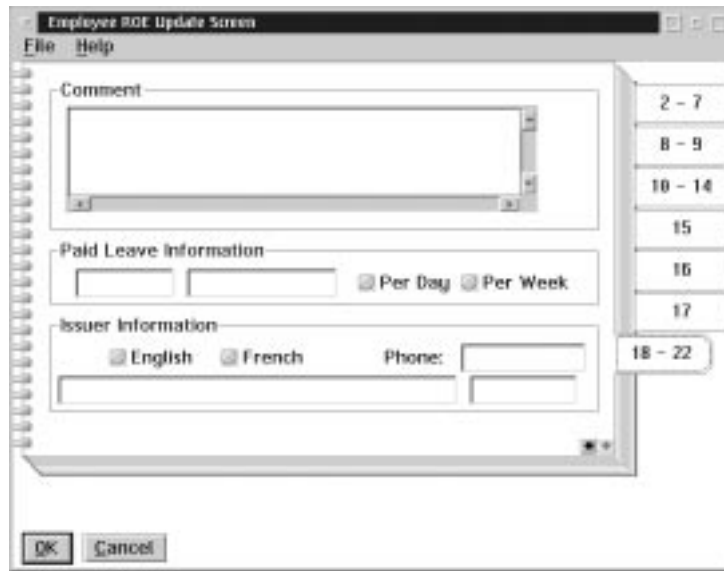 Employee ROE Update Screen
File Help
Comment
2 - 7
8 - 9
10 - 14
15
16
17
18 - 22
Paid Leave Information
Per Day Per Week
Issuer Information
English French Phone:
OK Cancel